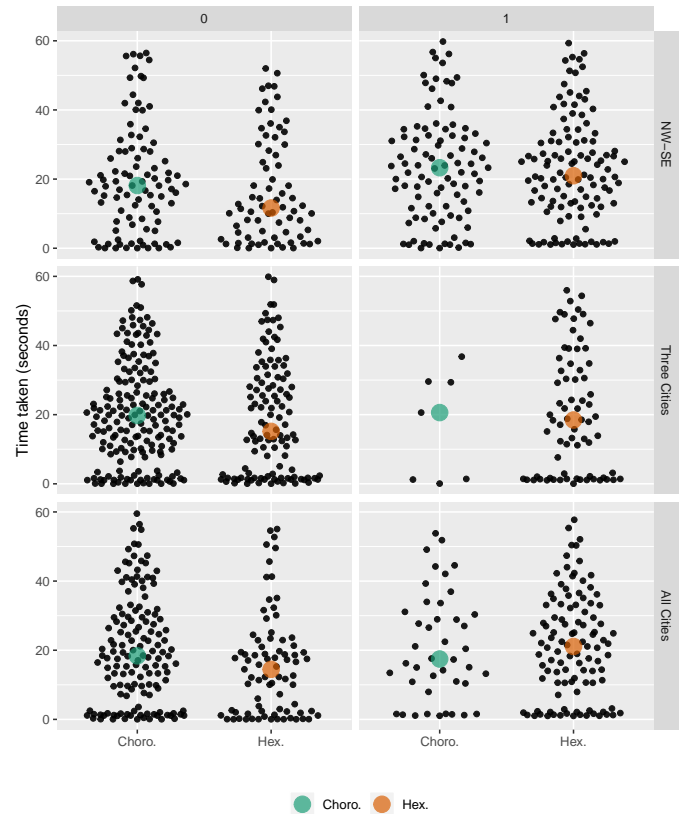 0 1
60
40
20
0
NW−SE
60
40
20
0
Three Cities
Time taken (seconds)
60
40
20
0
All Cities
Choro. Hex. Choro. Hex.
Choro. Hex.